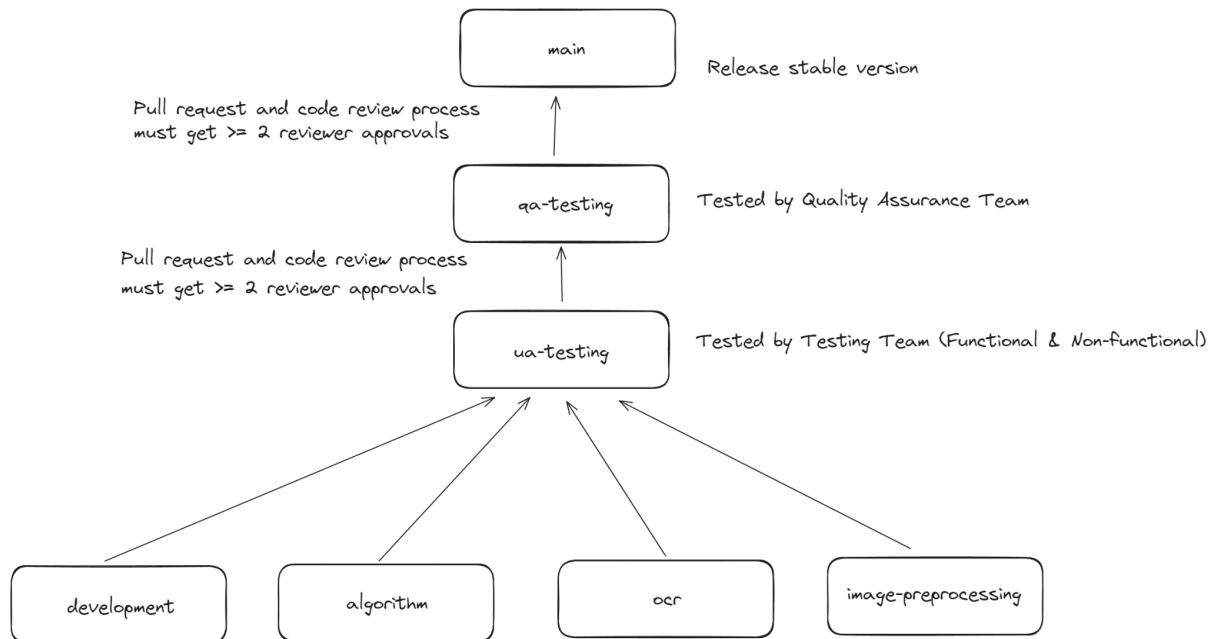 main
Release stable version
Pull request and code review process
must get >= 2 reviewer approvals
qa-testing
Tested by Quality Assurance Team
Pull request and code review process
must get >= 2 reviewer approvals
ua-testing
Tested by Testing Team (Functional & Non-functional)
development
algorithm
ocr
image-preprocessing